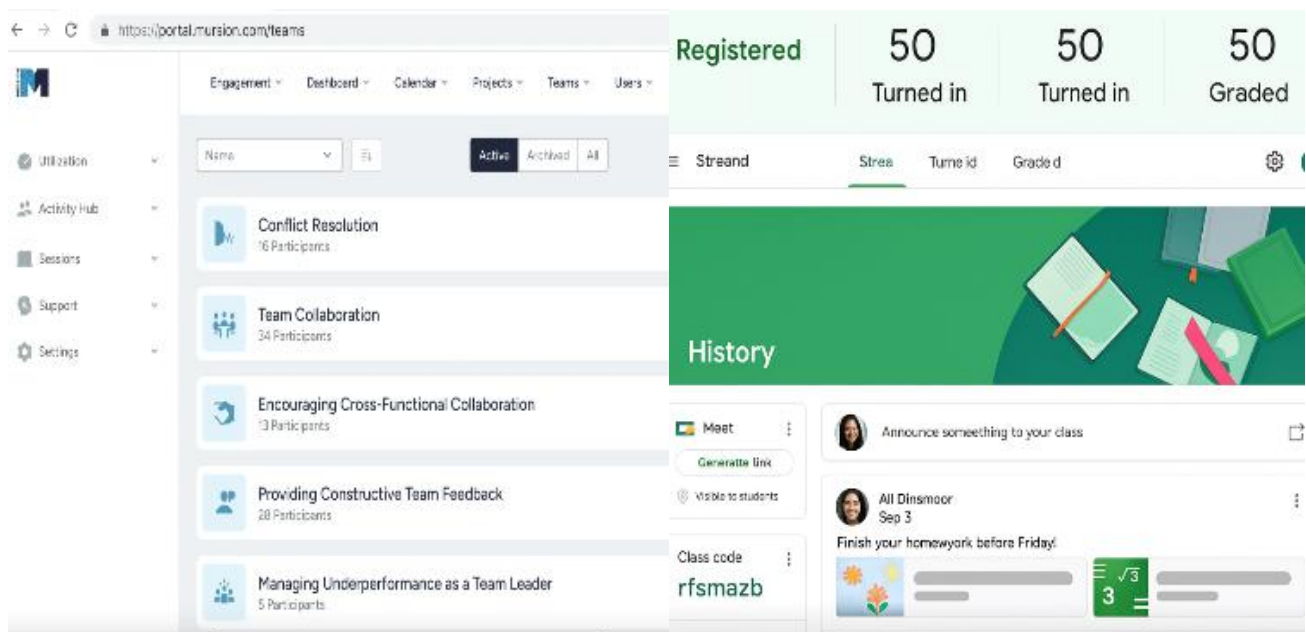 https://portal.mursion.com/teams
M
Engagement Dashboard Calendar Projects Teams Users
Utilization
Activity Hub
Sessions
Support
Settings
Name
Active Archived All
Conflict Resolution
16 Participants
Team Collaboration
34 Participants
Encouraging Cross-Functional Collaboration
13 Participants
Providing Constructive Team Feedback
28 Participants
Managing Underperformance as a Team Leader
5 Participants
Registered
50 50 50
Turned in Turned in Graded
Streand Strea Turne id Grade d
History
Meet
Generatte link
Visible to students
Class code
rfsmazb
Announce someething to your class
All Dinsmoor
Sep 3
Finish your homewyork before Friday!
√3
3